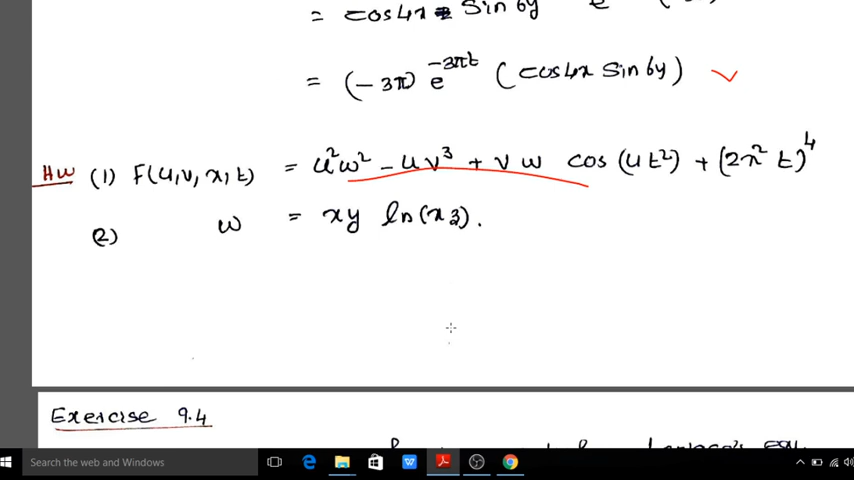 = cos4x Sin 6y e
= (-3π) e^{-3πt} (cos4x Sin 6y)
HW (1) F(u,v,x,t) = u²w² - uv³ + vw cos(ut²) + (2x² t)⁴
(2) w = xy ln(xz).
Exercise 9.4
Search the web and Windows